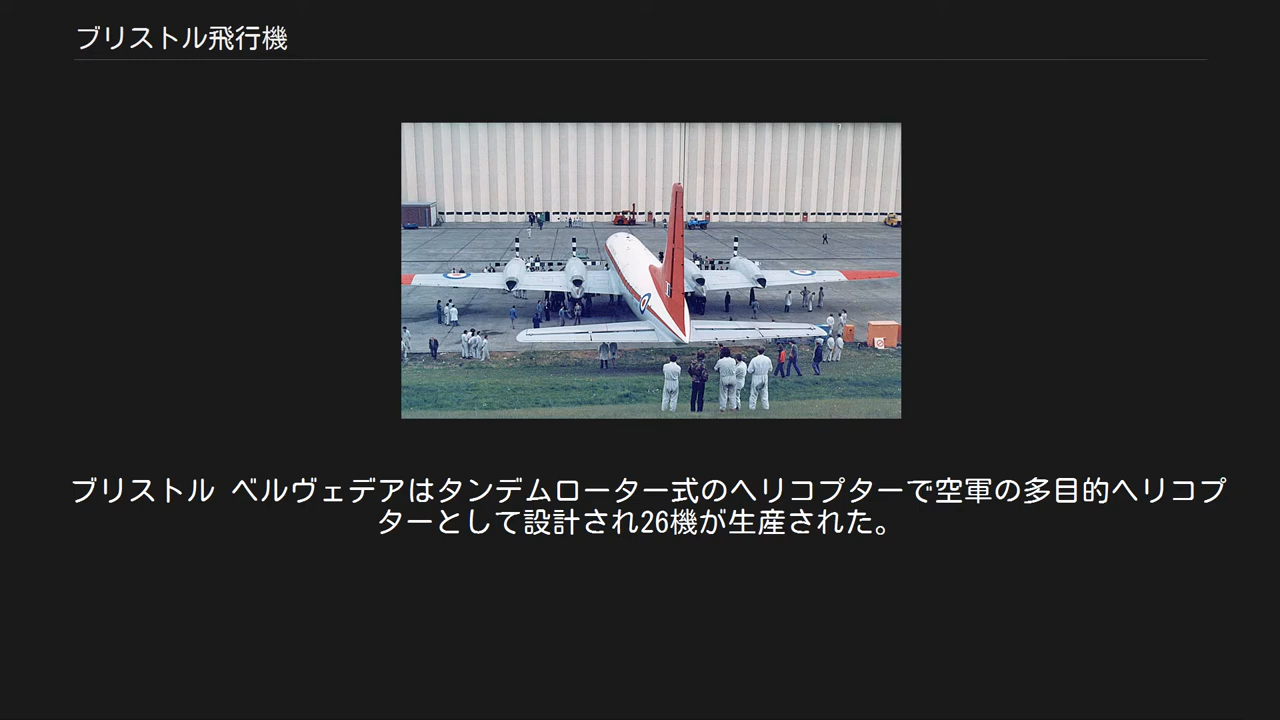 ブリストル飛行機
ブリストル ベルヴェデアはタンデムローター式のヘリコプターで空軍の多目的ヘリコプ
ターとして設計され26機が生産された。